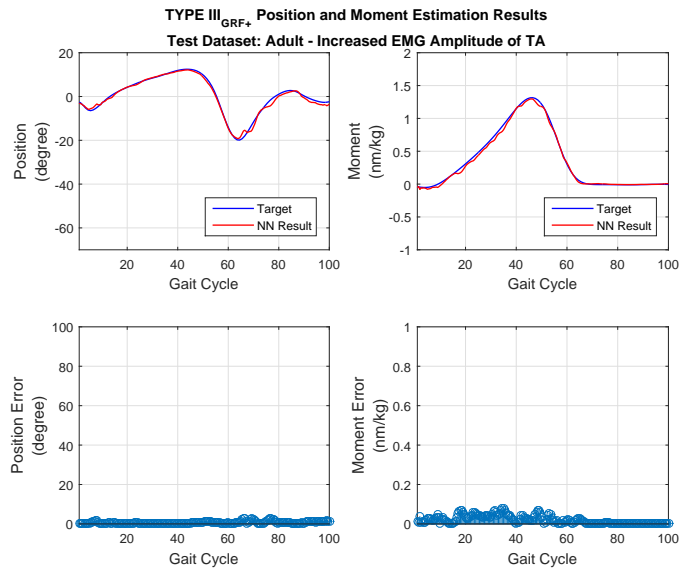 TYPE III_GRF+ Position and Moment Estimation Results
Test Dataset: Adult - Increased EMG Amplitude of TA
20
0
-20
-40
-60
Position
(degree)
Target
NN Result
20 40 60 80 100
Gait Cycle
2
1.5
1
0.5
0
-0.5
-1
Moment
(nm/kg)
Target
NN Result
20 40 60 80 100
Gait Cycle
100
80
60
40
20
0
Position Error
(degree)
20 40 60 80 100
Gait Cycle
1
0.8
0.6
0.4
0.2
0
Moment Error
(nm/kg)
20 40 60 80 100
Gait Cycle